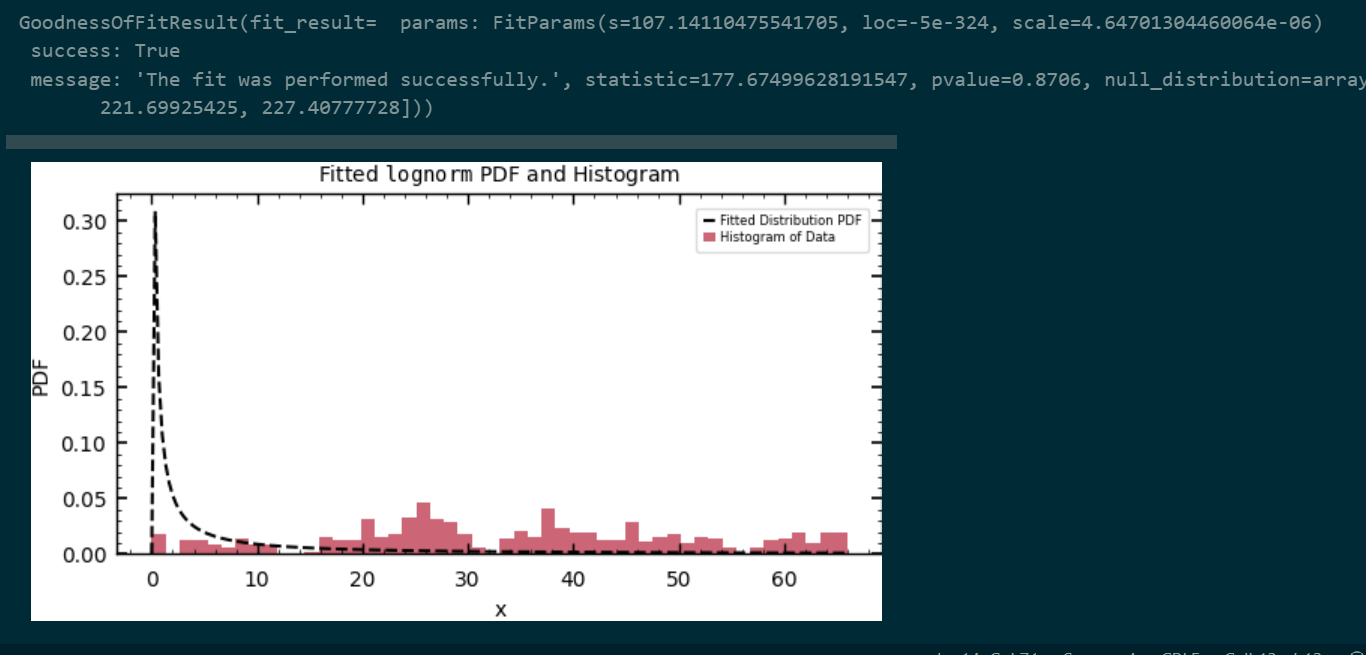 GoodnessOfFitResult(fit_result=  params: FitParams(s=107.14110475541705, loc=-5e-324, scale=4.64701304460064e-06)
success: True
message: 'The fit was performed successfully.', statistic=177.67499628191547, pvalue=0.8706, null_distribution=array
221.69925425, 227.40777728]))
Fitted lognorm PDF and Histogram
Fitted Distribution PDF
Histogram of Data
0.30
0.25
0.20
0.15
0.10
0.05
0.00
PDF
0 10 20 30 40 50 60
x